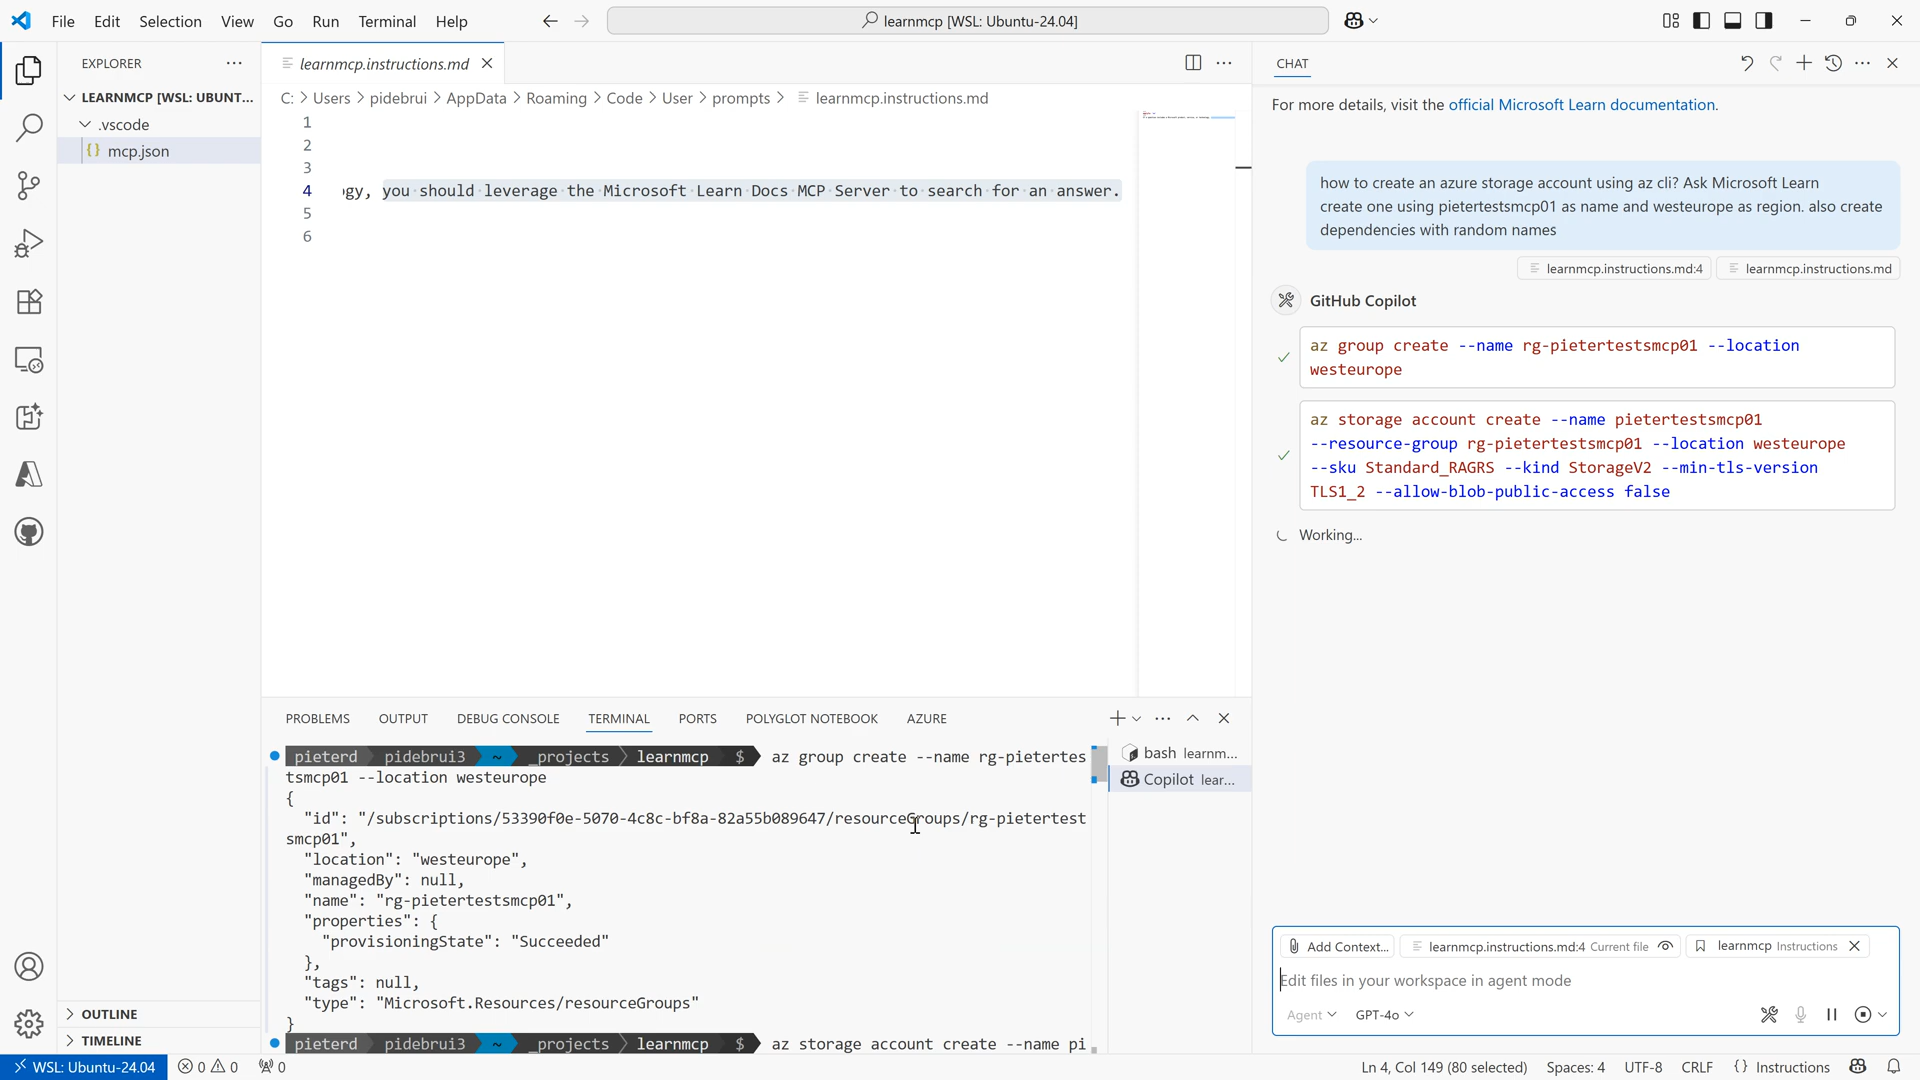 File Edit Selection View Go Run Terminal Help
learnmcp [WSL: Ubuntu-24.04]
EXPLORER
LEARNMCP [WSL: UBUNT...
.vscode
{} mcp.json
OUTLINE
TIMELINE
learnmcp.instructions.md
C: > Users > pidebrui > AppData > Roaming > Code > User > prompts > learnmcp.instructions.md
1
2
3
4 gy, you should leverage the Microsoft Learn Docs MCP Server to search for an answer.
5
6
PROBLEMS OUTPUT DEBUG CONSOLE TERMINAL PORTS POLYGLOT NOTEBOOK AZURE
pieterd pidebrui3 ~ _projects learnmcp $ az group create --name rg-pietertes
tsmcp01 --location westeurope
{
"id": "/subscriptions/53390f0e-5070-4c8c-bf8a-82a55b089647/resourceGroups/rg-pietertest
smcp01",
"location": "westeurope",
"managedBy": null,
"name": "rg-pietertestsmcp01",
"properties": {
"provisioningState": "Succeeded"
},
"tags": null,
"type": "Microsoft.Resources/resourceGroups"
}
pieterd pidebrui3 ~ _projects learnmcp $ az storage account create --name pi
bash learnm...
Copilot lear...
CHAT
For more details, visit the official Microsoft Learn documentation.
how to create an azure storage account using az cli? Ask Microsoft Learn
create one using pietertestsmcp01 as name and westeurope as region. also create
dependencies with random names
learnmcp.instructions.md:4 learnmcp.instructions.md
GitHub Copilot
az group create --name rg-pietertestsmcp01 --location
westeurope
az storage account create --name pietertestsmcp01
--resource-group rg-pietertestsmcp01 --location westeurope
--sku Standard_RAGRS --kind StorageV2 --min-tls-version
TLS1_2 --allow-blob-public-access false
Working...
Add Context... learnmcp.instructions.md:4 Current file learnmcp Instructions
Edit files in your workspace in agent mode
Agent GPT-4o
WSL: Ubuntu-24.04 0 0 0
Ln 4, Col 149 (80 selected) Spaces: 4 UTF-8 CRLF {} Instructions